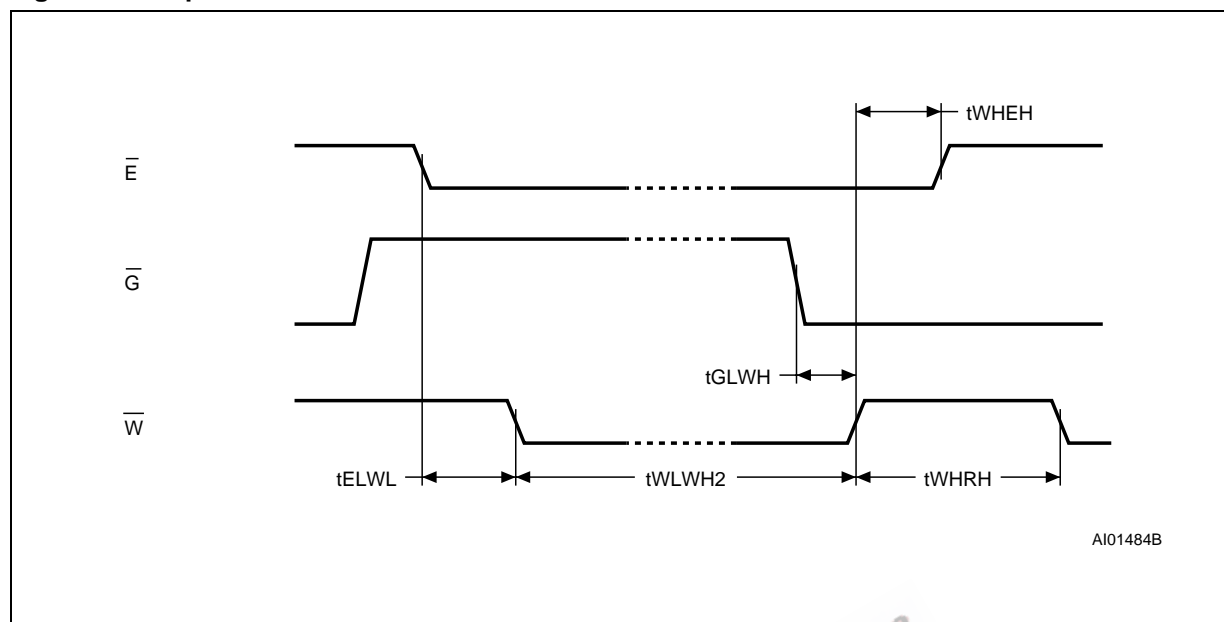 tWHEH
E̅
G̅
tGLWH
W̅
tELWL
tWLWH2
tWHRH
AI01484B